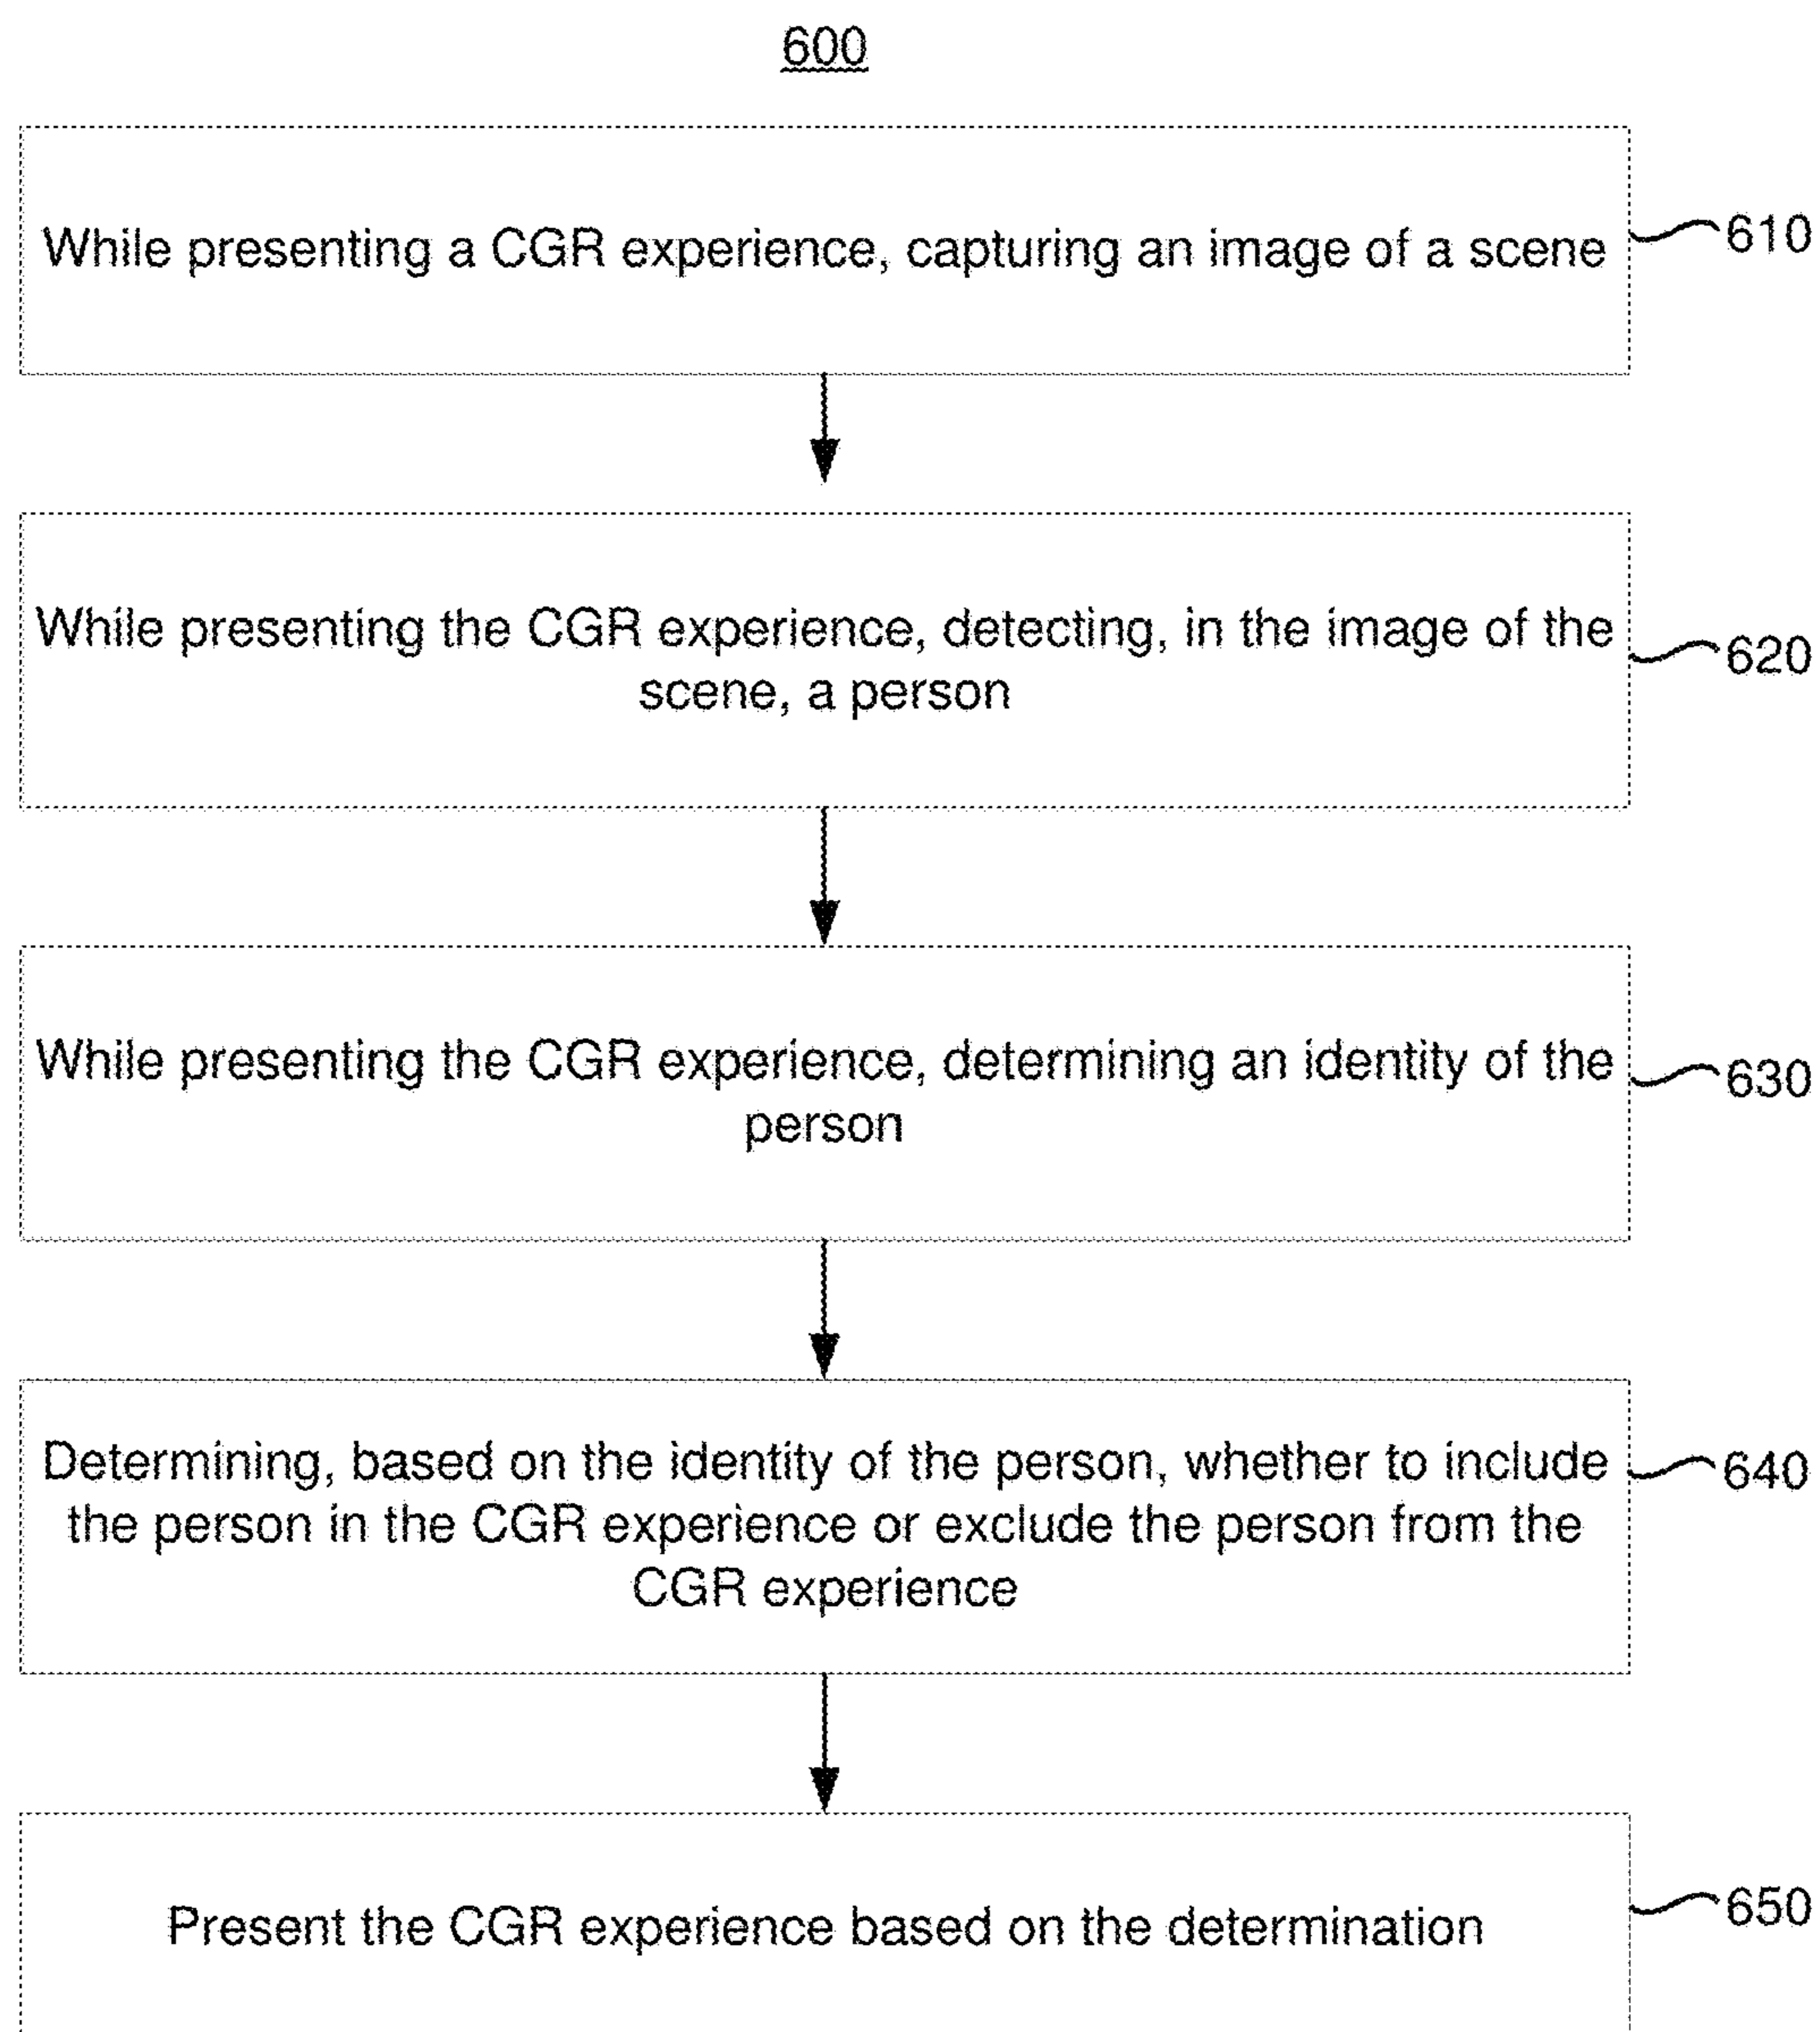 600
While presenting a CGR experience, capturing an image of a scene
610
While presenting the CGR experience, detecting, in the image of the
scene, a person
620
While presenting the CGR experience, determining an identity of the
person
630
Determining, based on the identity of the person, whether to include
the person in the CGR experience or exclude the person from the
CGR experience
640
Present the CGR experience based on the determination
650